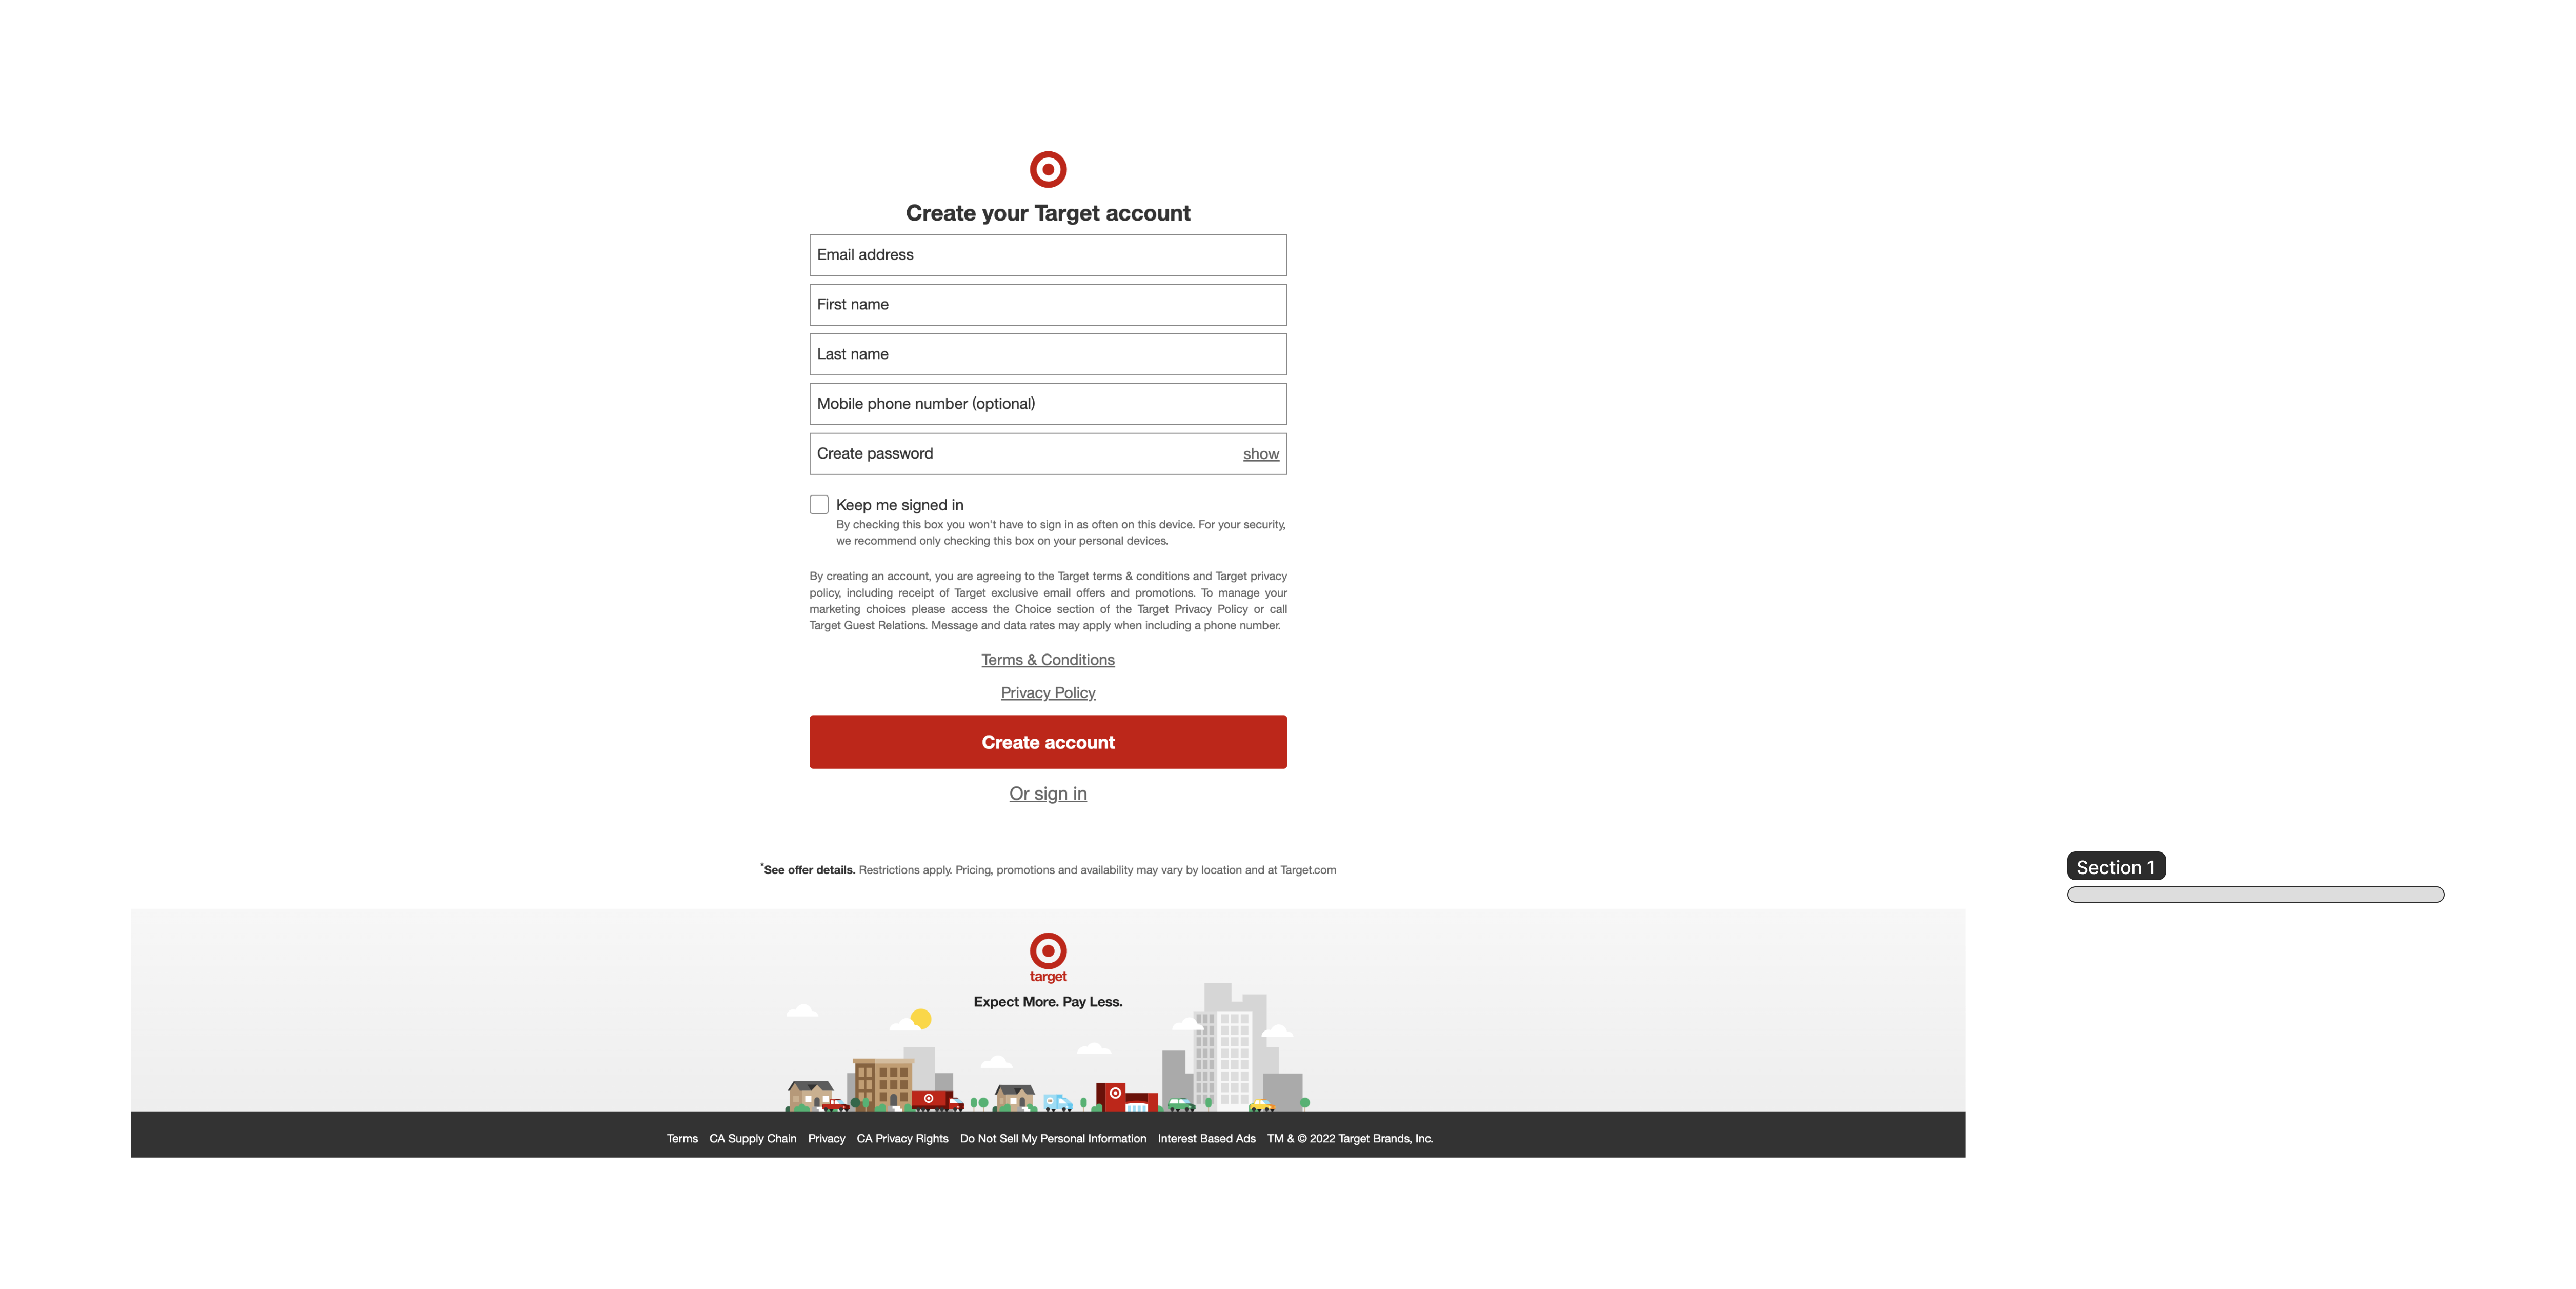 Create your Target account
Email address
First name
Last name
Mobile phone number (optional)
Create password show
Keep me signed in
By checking this box you won't have to sign in as often on this device. For your security,
we recommend only checking this box on your personal devices.
By creating an account, you are agreeing to the Target terms & conditions and Target privacy
policy, including receipt of Target exclusive email offers and promotions. To manage your
marketing choices please access the Choice section of the Target Privacy Policy or call
Target Guest Relations. Message and data rates may apply when including a phone number.
Terms & Conditions
Privacy Policy
Create account
Or sign in
*See offer details. Restrictions apply. Pricing, promotions and availability may vary by location and at Target.com
Section 1
target
Expect More. Pay Less.
Terms CA Supply Chain Privacy CA Privacy Rights Do Not Sell My Personal Information Interest Based Ads TM & © 2022 Target Brands, Inc.